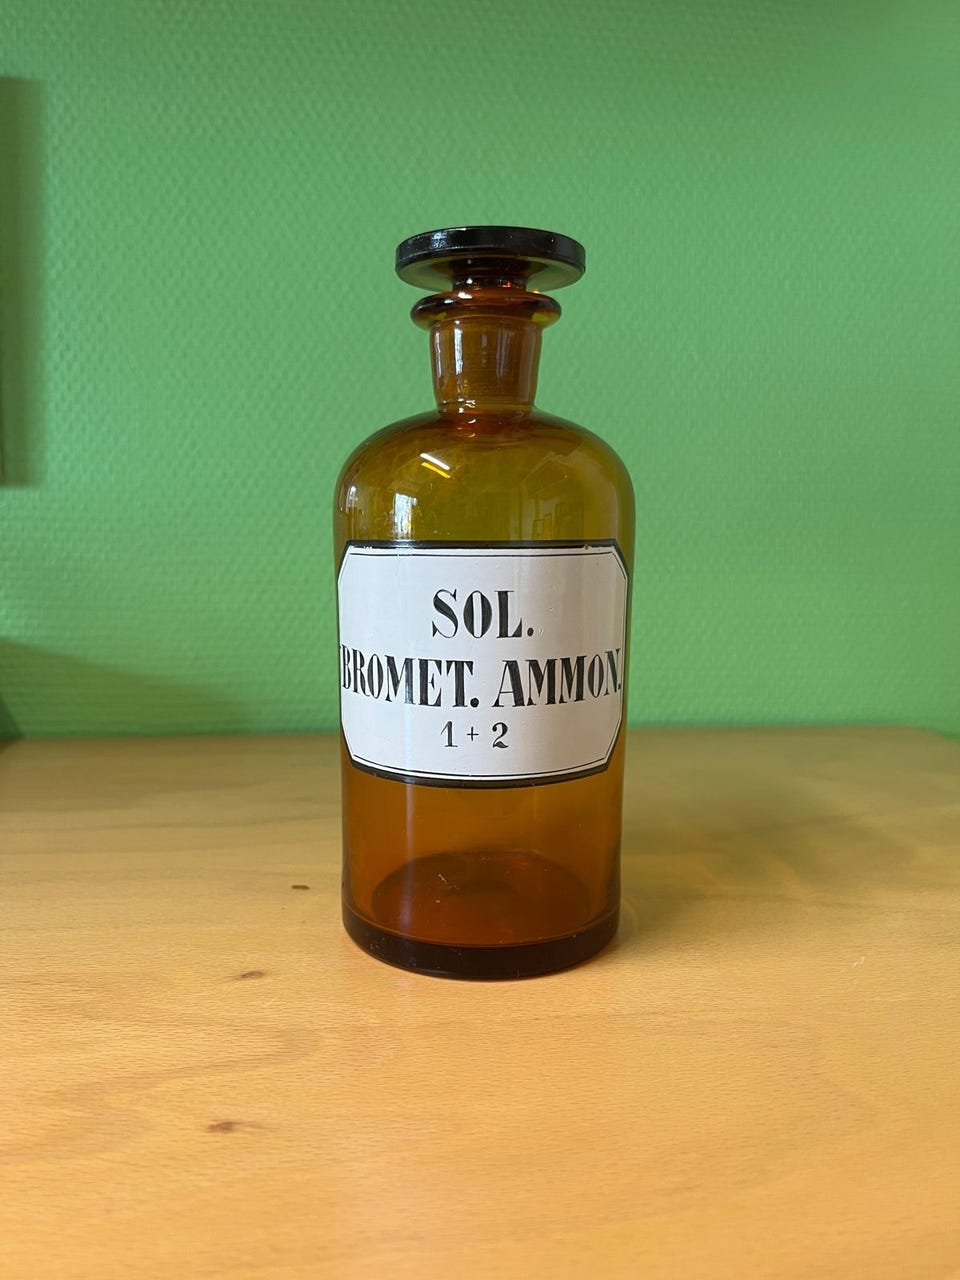 SOL.
BROMET. AMMON.
1+2